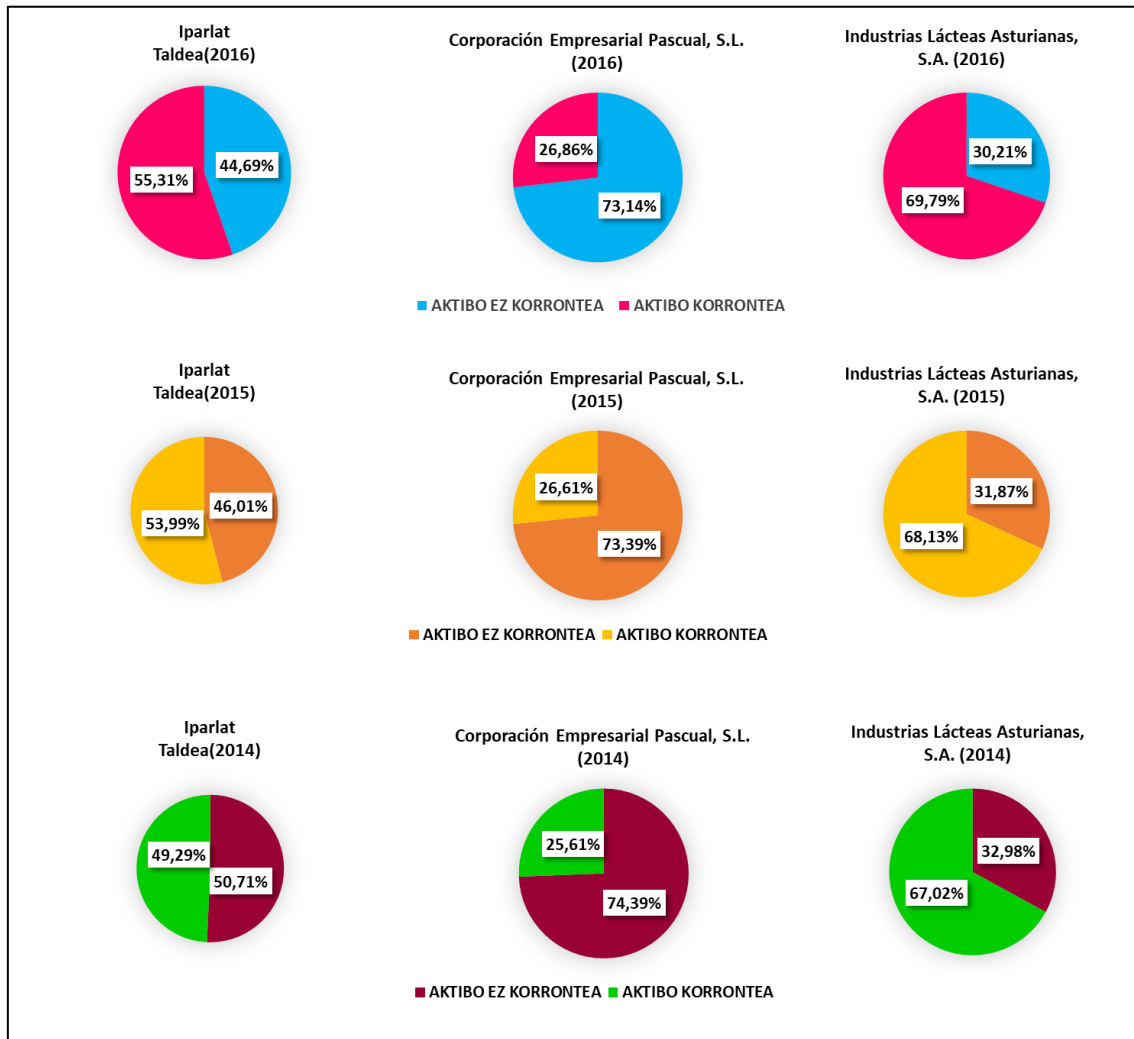 Iparlat
Taldea(2016)
Corporación Empresarial Pascual, S.L.
(2016)
Industrias Lácteas Asturianas,
S.A. (2016)
55,31%
44,69%
26,86%
73,14%
30,21%
69,79%
AKTIBO EZ KORRONTEA
AKTIBO KORRONTEA
Iparlat
Taldea(2015)
Corporación Empresarial Pascual, S.L.
(2015)
Industrias Lácteas Asturianas,
S.A. (2015)
53,99%
46,01%
26,61%
73,39%
31,87%
68,13%
AKTIBO EZ KORRONTEA
AKTIBO KORRONTEA
Iparlat
Taldea(2014)
Corporación Empresarial Pascual, S.L.
(2014)
Industrias Lácteas Asturianas,
S.A. (2014)
49,29%
50,71%
25,61%
74,39%
32,98%
67,02%
AKTIBO EZ KORRONTEA
AKTIBO KORRONTEA